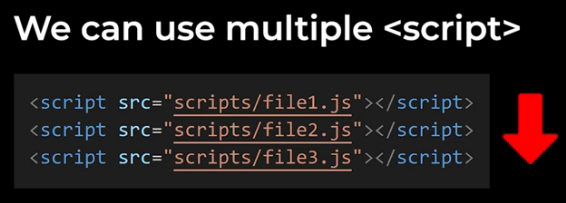 We can use multiple <script>
<script src="scripts/file1.js"></script>
<script src="scripts/file2.js"></script>
<script src="scripts/file3.js"></script>